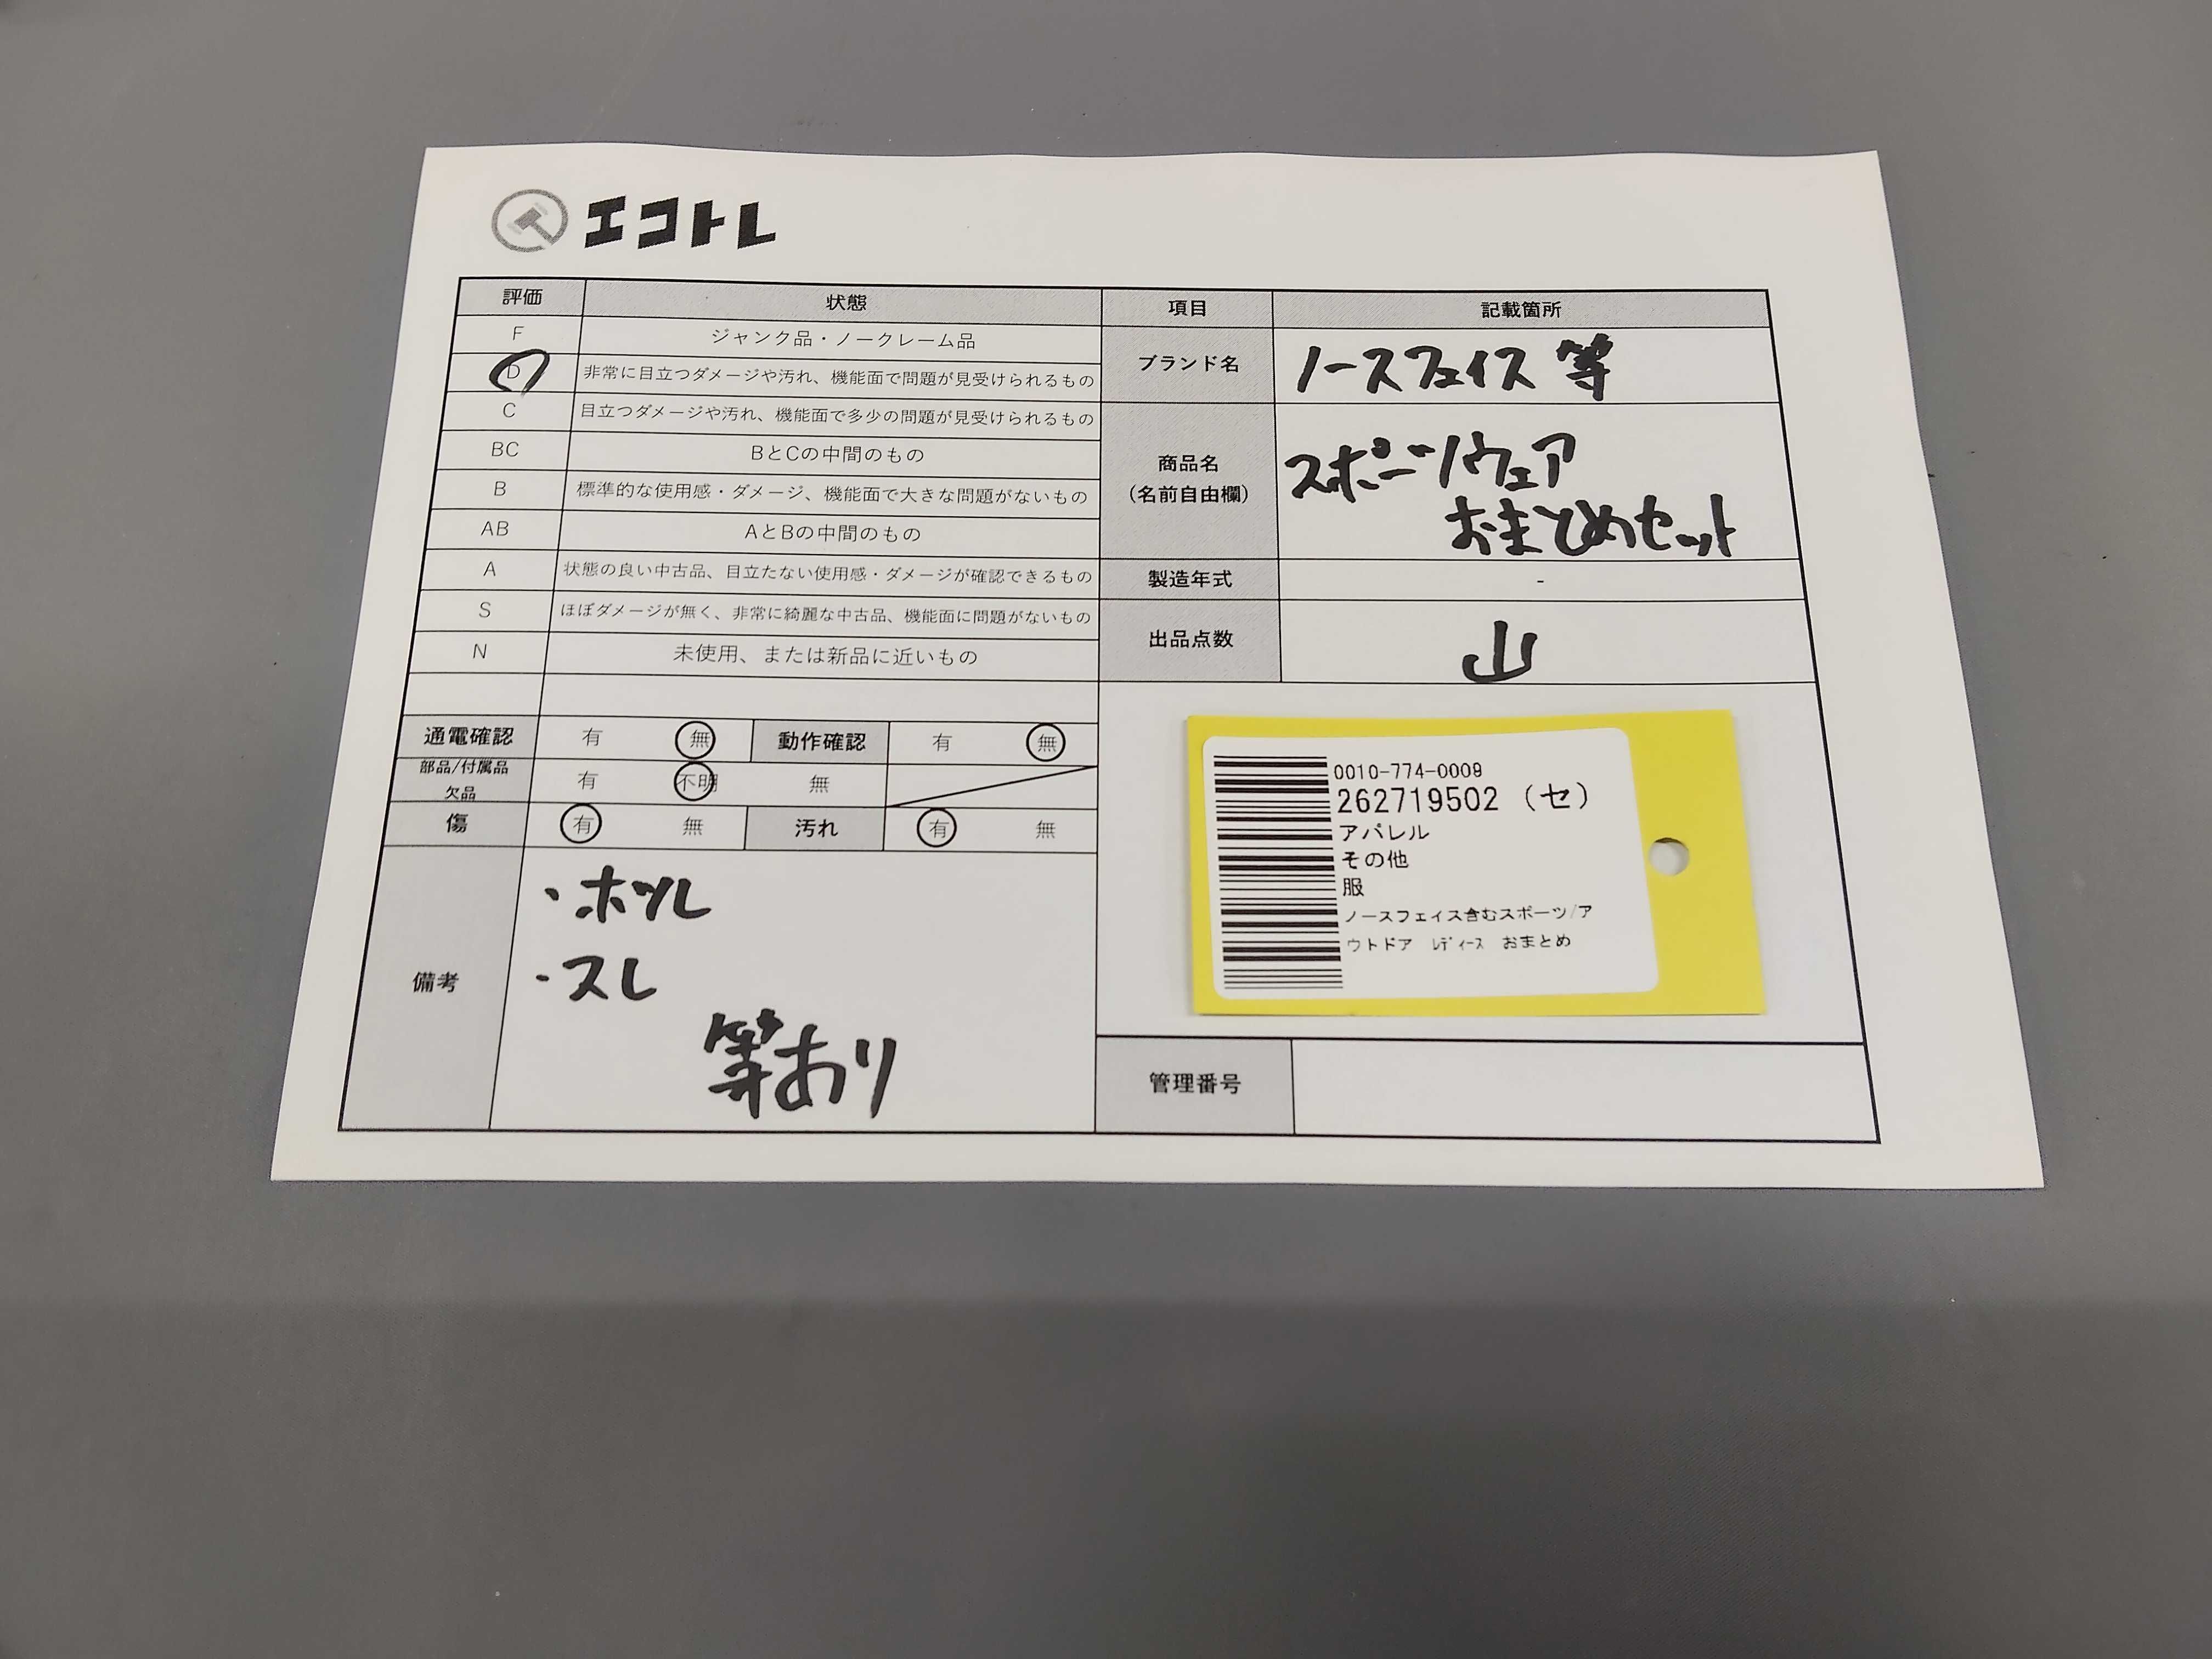 エコトレ
評価 状態 項目 記載箇所
F ジャンク品・ノークレーム品
D 非常に目立つダメージや汚れ、機能面で問題が見受けられるもの
C 目立つダメージや汚れ、機能面で多少の問題が見受けられるもの
BC BとCの中間のもの
B 標準的な使用感・ダメージ、機能面で大きな問題がないもの
AB AとBの中間のもの
A 状態の良い中古品、目立たない使用感・ダメージが確認できるもの
S ほぼダメージが無く、非常に綺麗な中古品、機能面に問題がないもの
N 未使用、または新品に近いもの
ブランド名 ノースフェイス 等
商品名
(名前自由欄)
スポーツウェア
おまとめセット
製造年式 -
出品点数 山
通電確認 有 無 動作確認 有 無
部品/付属品
欠品
有 不明 無
傷 有 無 汚れ 有 無
備考
・ホツレ
・スレ
等あり
0010-774-0009
262719502 (セ)
アパレル
その他
服
ノースフェイス含むスポーツ/ア
ウトドア ﾚﾃﾞｨｰｽ おまとめ
管理番号